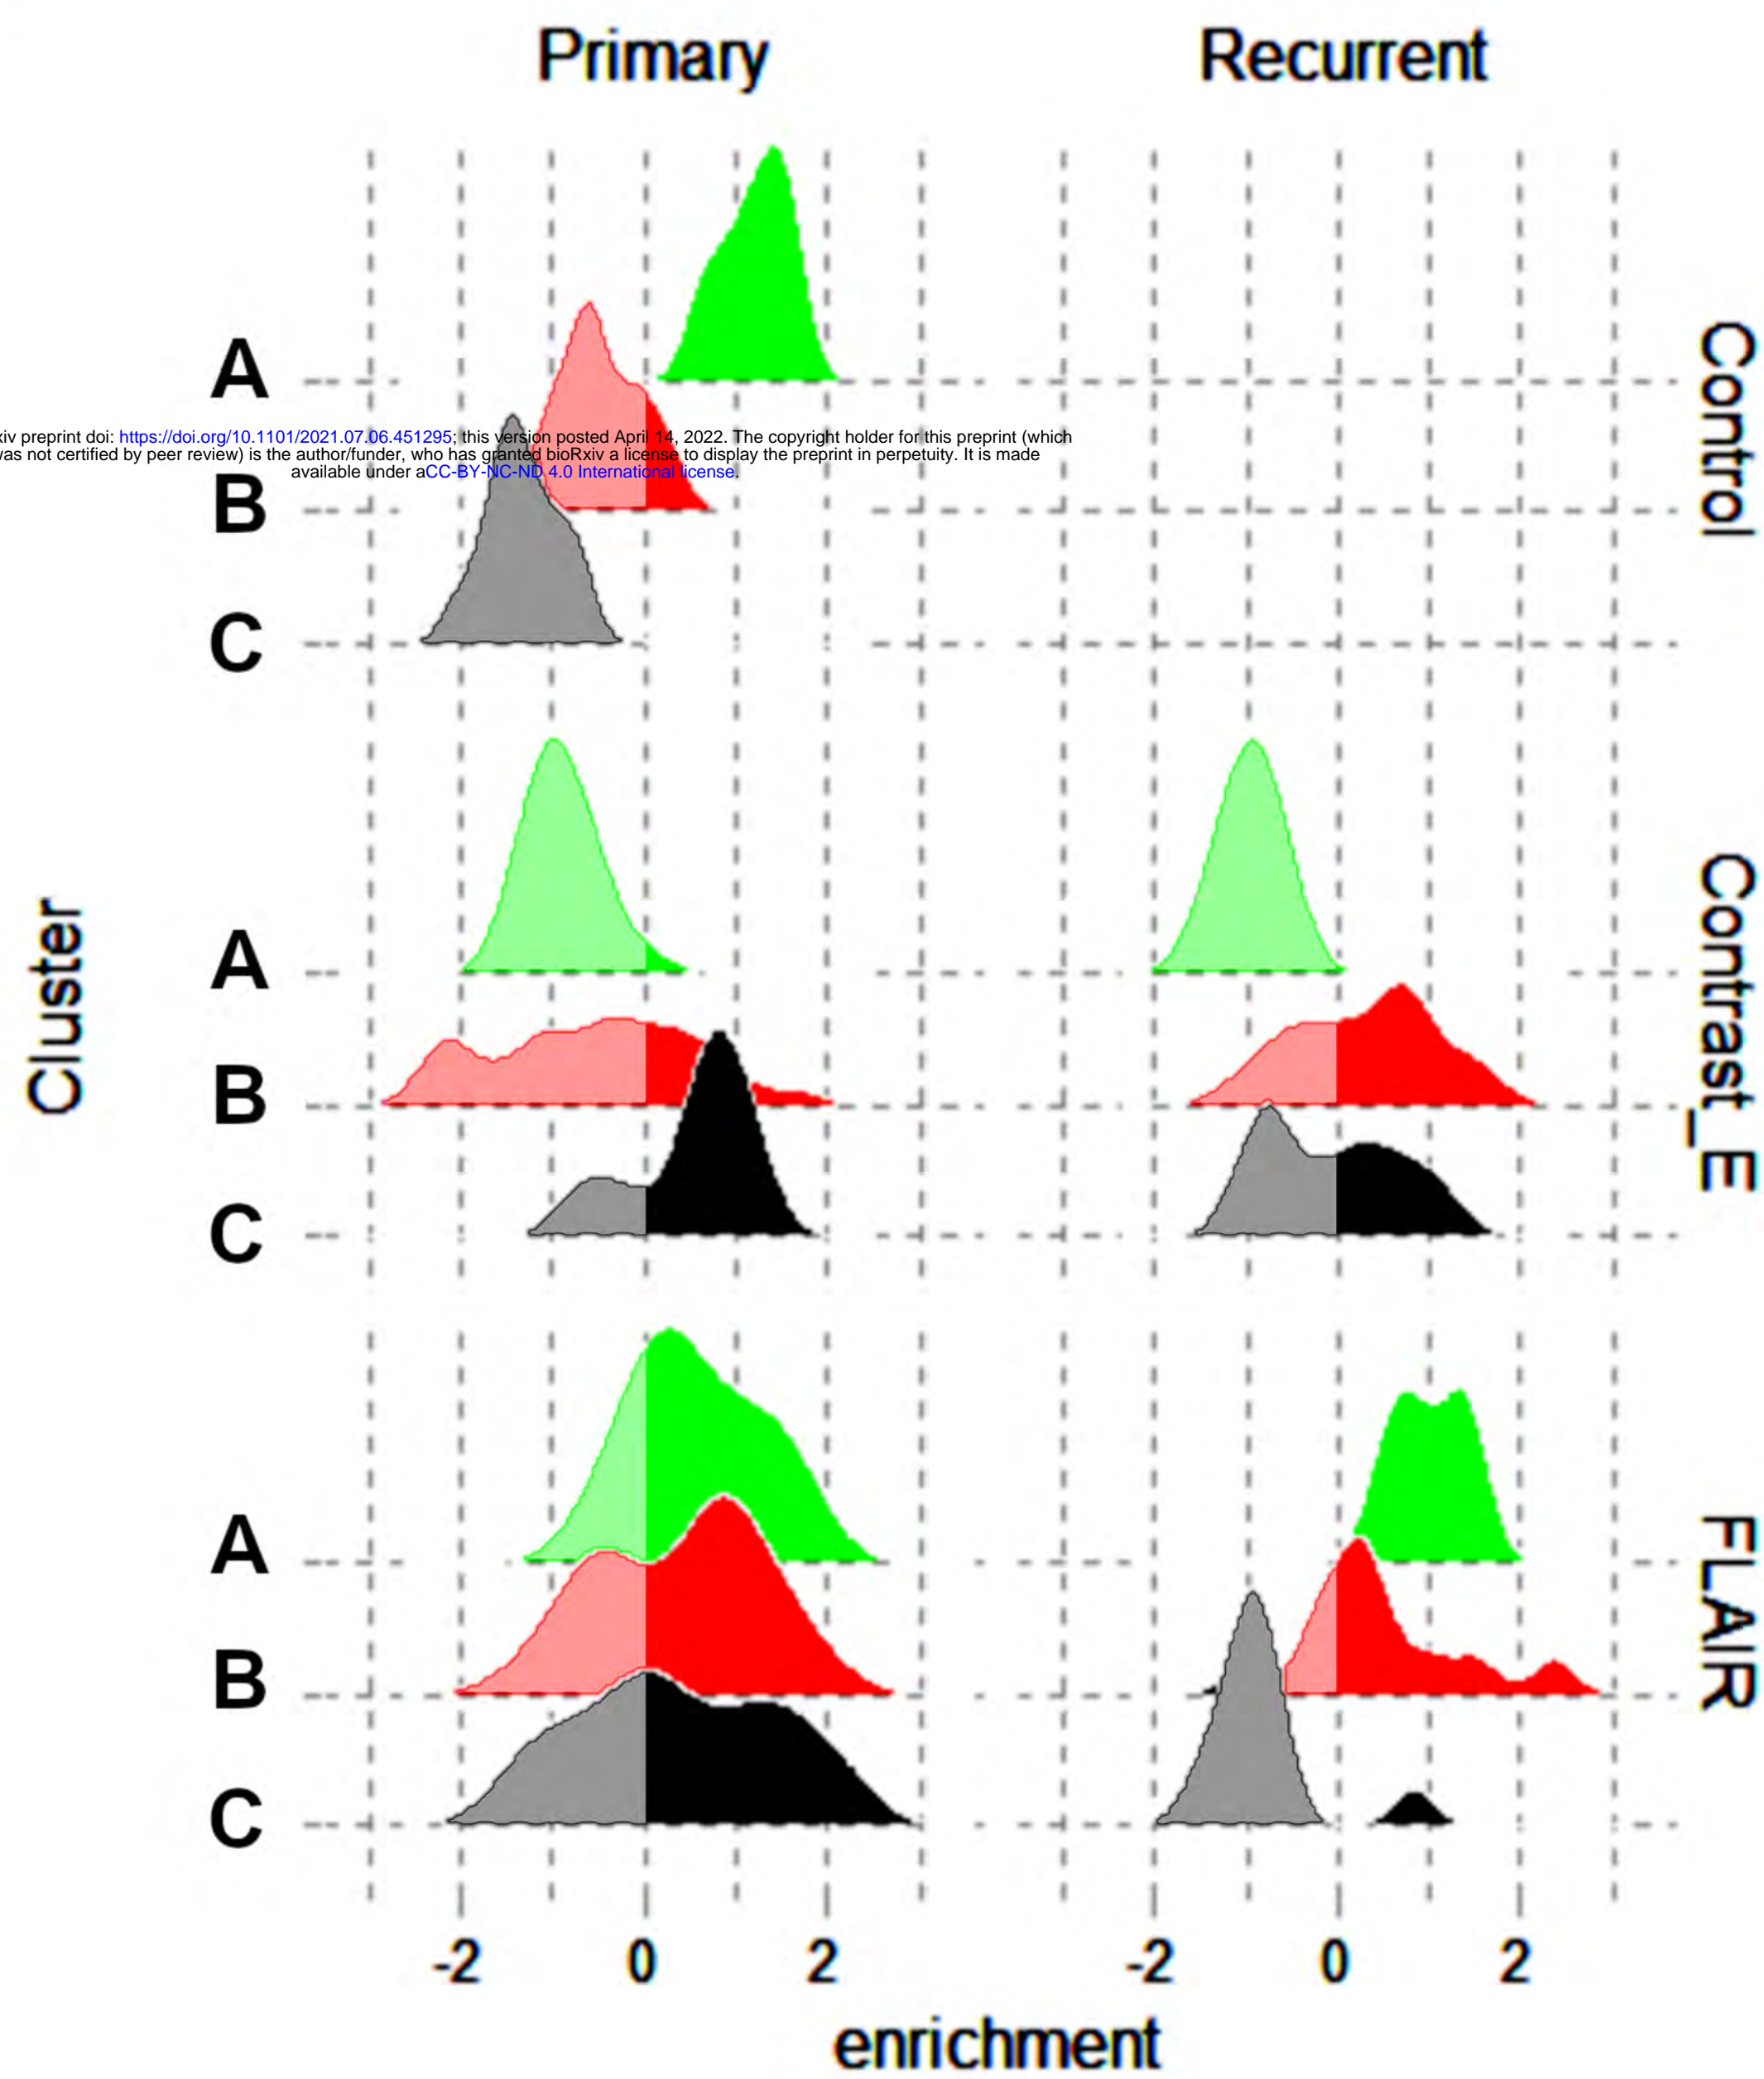 Primary Recurrent
A
xiv preprint doi: https://doi.org/10.1101/2021.07.06.451295; this version posted April 14, 2022. The copyright holder for this preprint (which
was not certified by peer review) is the author/funder, who has granted bioRxiv a license to display the preprint in perpetuity. It is made
available under aCC-BY-NC-ND 4.0 International license.
B
C
Control
A
B
C
Contrast_E
Cluster
A
B
C
FLAIR
-2 0 2 -2 0 2
enrichment